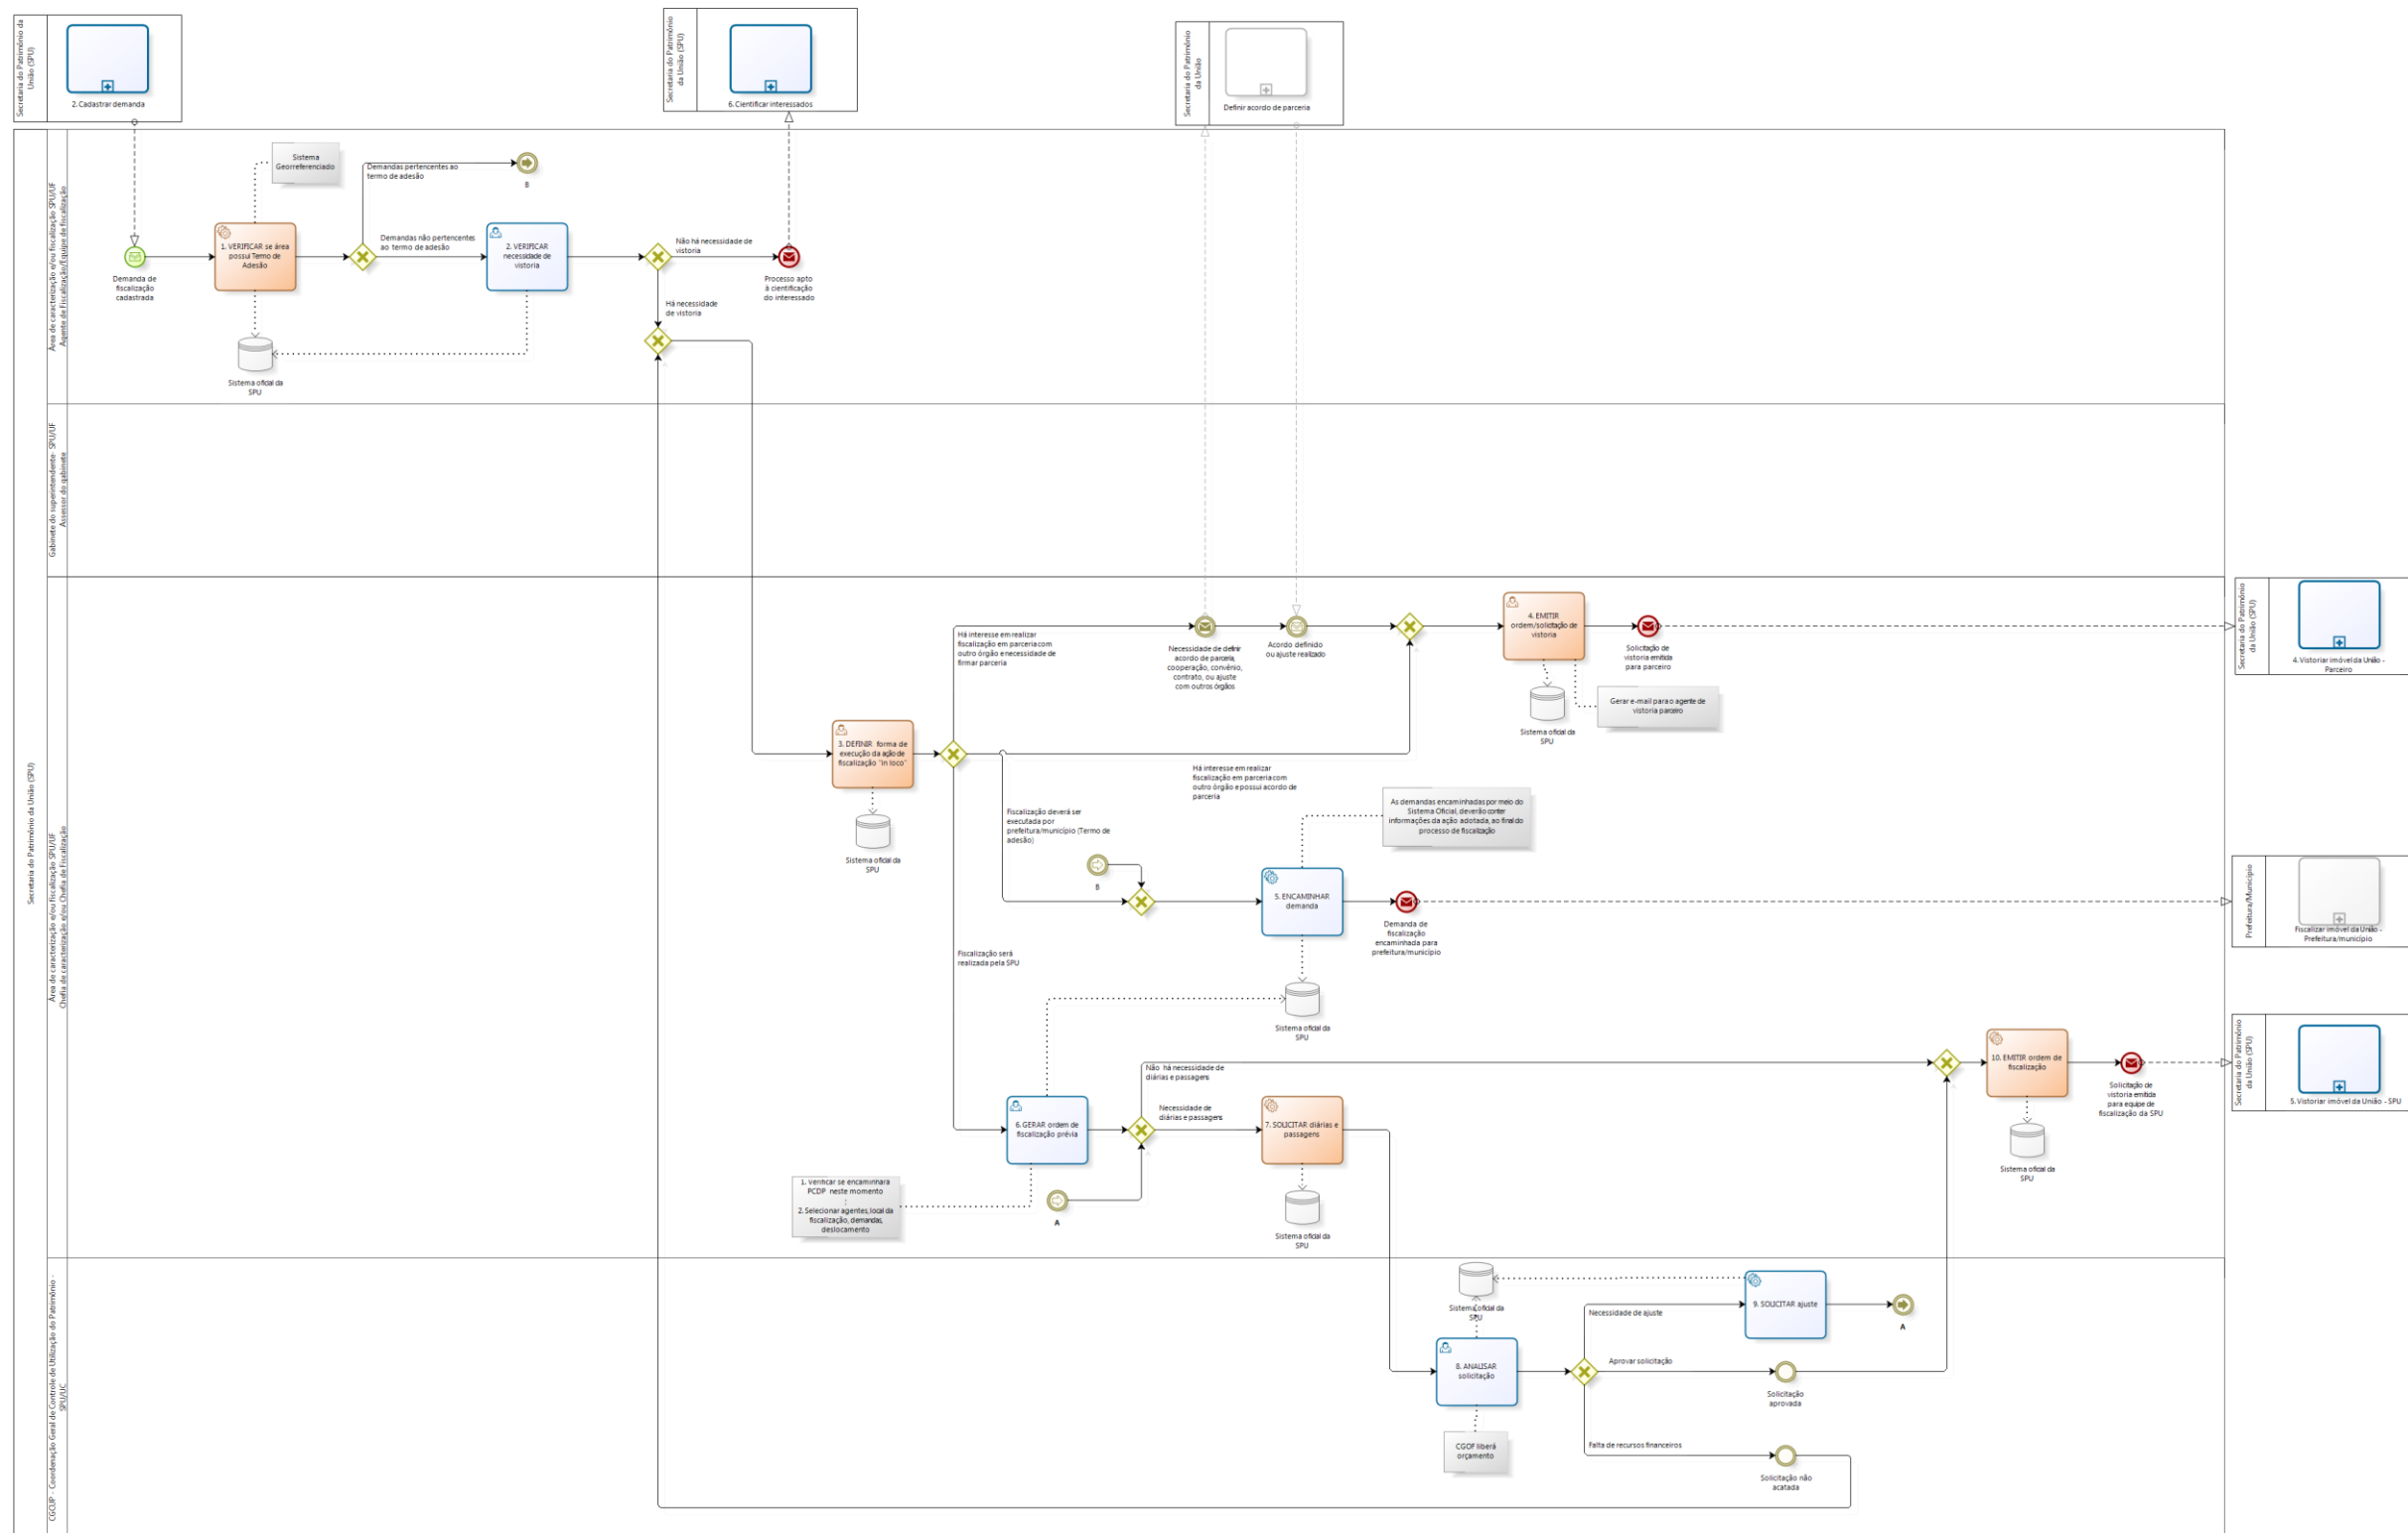 Secretaria do Patrimônio da
União (SPU)
2. Cadastrar demanda
Secretaria do Patrimônio
da União (SPU)
6. Cientificar interessados
Secretaria do Patrimônio
da União
Definir acordo de parceria
Secretaria do Patrimônio da União (SPU)
Área de caracterização e/ou fiscalização SPU/UF
Agente de Fiscalização/Equipe de fiscalização
Sistema
Georreferenciado
Demandas pertencentes ao
termo de adesão
B
Demanda de
fiscalização
cadastrada
1. VERIFICAR se área
possui Termo de
Adesão
Demandas não pertencentes
ao termo de adesão
2. VERIFICAR
necessidade de
vistoria
Não há necessidade de
vistoria
Processo apto
à cientificação
do interessado
Há necessidade
de vistoria
Sistema oficial da
SPU
Gabinete do superintendente- SPU/UF
Assessor do gabinete
Área de caracterização e/ou fiscalização SPU/UF
Chefia de caracterização e/ou Chefia de Fiscalização
Há interesse em realizar
fiscalização em parceria com
outro órgão e necessidade de
firmar parceria
Necessidade de definir
acordo de parceria,
cooperação, convênio,
contrato, ou ajuste
com outros órgãos
Acordo definido
ou ajuste realizado
4. EMITIR
ordem/solicitação de
vistoria
Solicitação de
vistoria emitida
para parceiro
Sistema oficial da
SPU
Gerar e-mail para o agente de
vistoria parceiro
Secretaria do Patrimônio
da União (SPU)
4. Vistoriar imóvel da União -
Parceiro
3. DEFINIR forma de
execução da ação de
fiscalização "in loco"
Sistema oficial da
SPU
Há interesse em realizar
fiscalização em parceria com
outro órgão e possui acordo de
parceria
Fiscalização deverá ser
executada por
prefeitura/município (Termo de
adesão)
As demandas encaminhadas por meio do
Sistema Oficial, deverão conter
informações da ação adotada, ao final do
processo de fiscalização
B
5. ENCAMINHAR
demanda
Demanda de
fiscalização
encaminhada para
prefeitura/município
Sistema oficial da
SPU
Prefeitura/Município
Fiscalizar imóvel da União -
Prefeitura/município
Fiscalização será
realizada pela SPU
6. GERAR ordem de
fiscalização prévia
1. Verificar se encaminhará
PCDP neste momento
;
2. Selecionar agentes, local da
fiscalização, demandas,
deslocamento
A
Não há necessidade de
diárias e passagens
Necessidade de
diárias e passagens
7. SOLICITAR diárias e
passagens
Sistema oficial da
SPU
10. EMITIR ordem de
fiscalização
Sistema oficial da
SPU
Solicitação de
vistoria emitida
para equipe de
fiscalização da SPU
Secretaria do Patrimônio
da União (SPU)
5. Vistoriar imóvel da União - SPU
CGCUP - Coordenação Geral de Controle de Utilização do Patrimônio -
SPU/UC
Sistema oficial da
SPU
8. ANALISAR
solicitação
CGOF liberá
orçamento
Necessidade de ajuste
9. SOLICITAR ajuste
A
Aprovar solicitação
Solicitação
aprovada
Falta de recursos financeiros
Solicitação não
acatada